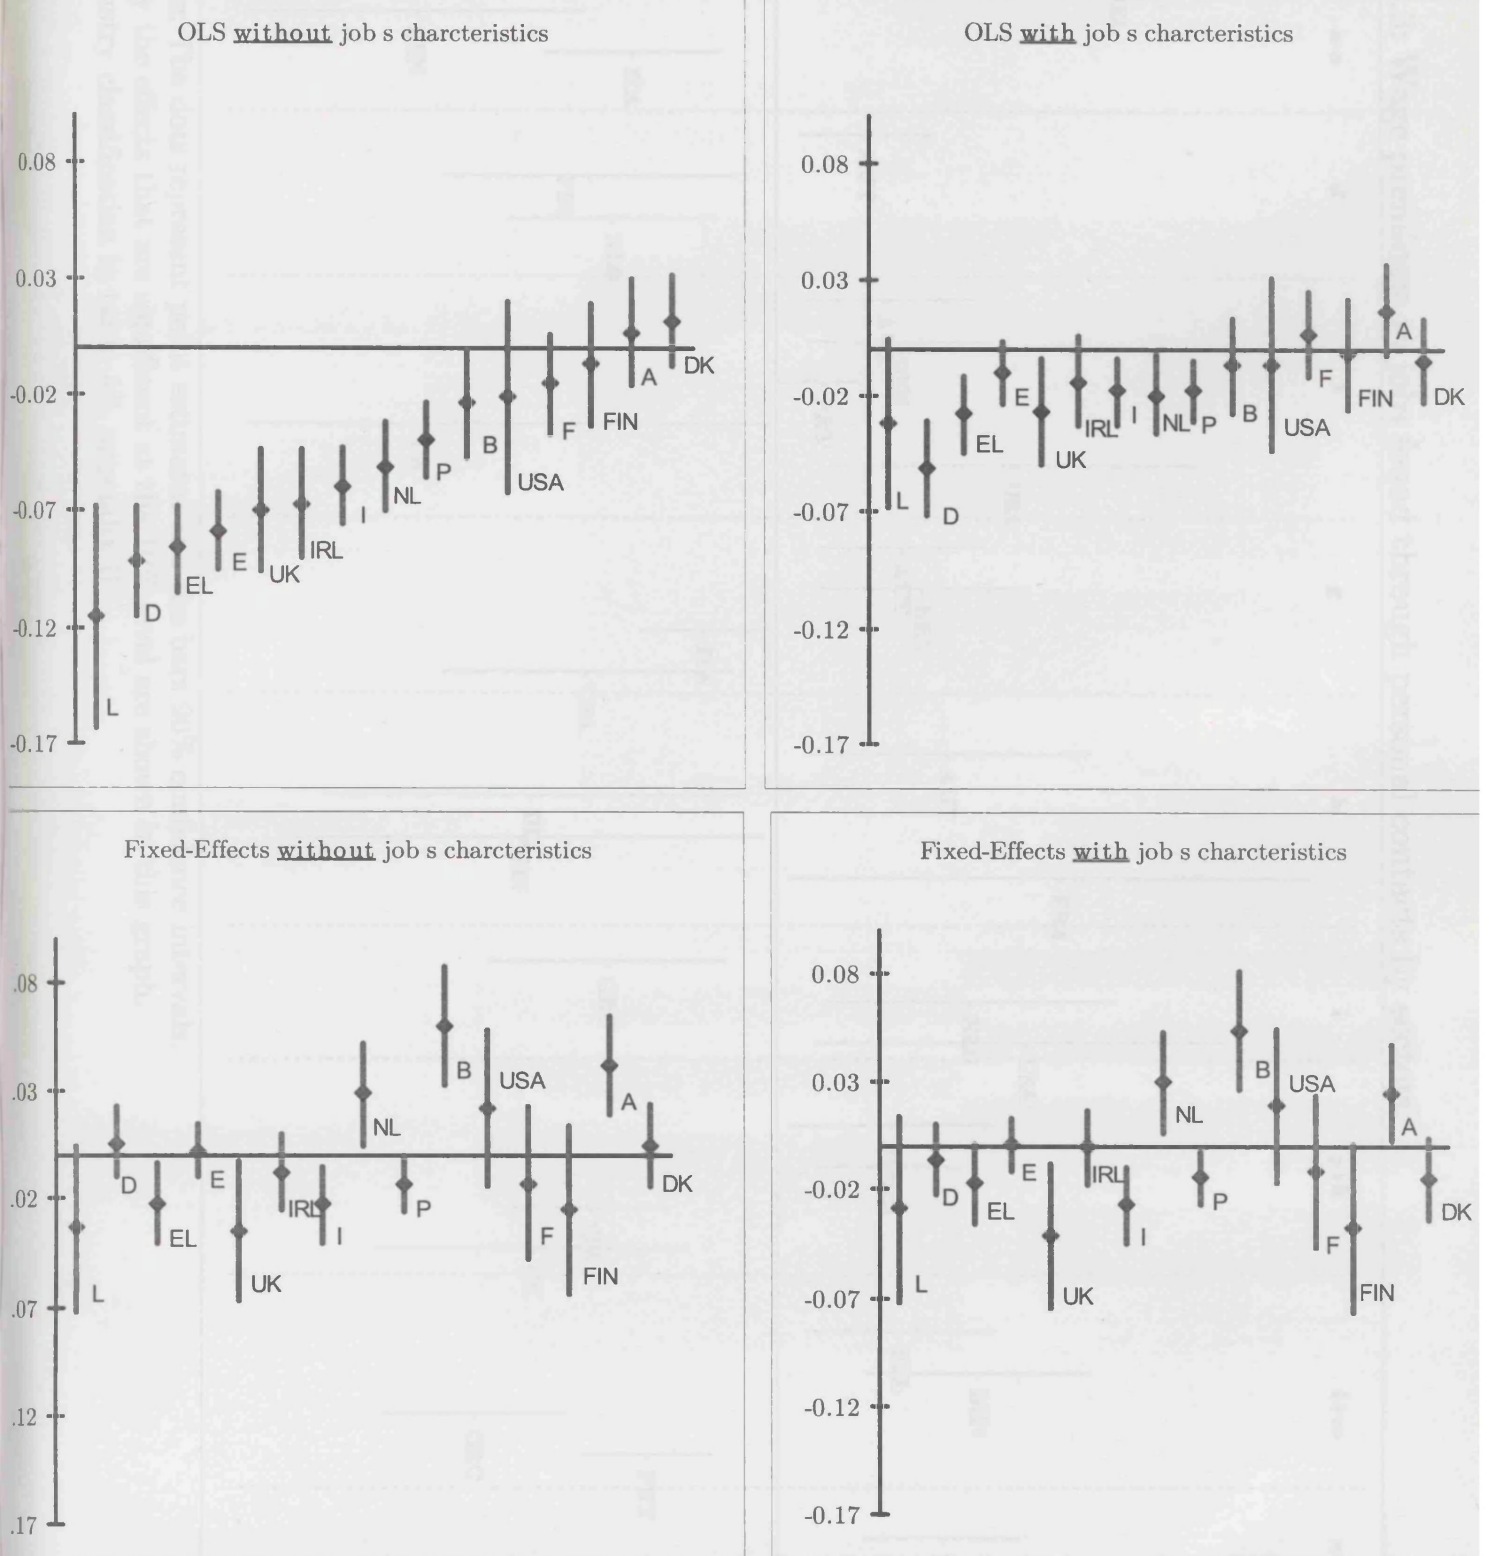 OLS without job s charcteristics
0.08
0.03
-0.02
-0.07
-0.12
-0.17
L
D
EL
E
UK
IRL
I
NL
P
B
USA
F
FIN
A
DK
OLS with job s charcteristics
0.08
0.03
-0.02
-0.07
-0.12
-0.17
L
D
EL
E
UK
IRL
I
NL
P
B
USA
F
FIN
A
DK
Fixed-Effects without job s charcteristics
.08
.03
.02
.07
.12
.17
L
D
EL
E
UK
IRL
I
NL
P
B
USA
F
FIN
A
DK
Fixed-Effects with job s charcteristics
0.08
0.03
-0.02
-0.07
-0.12
-0.17
L
D
EL
E
UK
IRL
I
NL
P
B
USA
F
FIN
A
DK